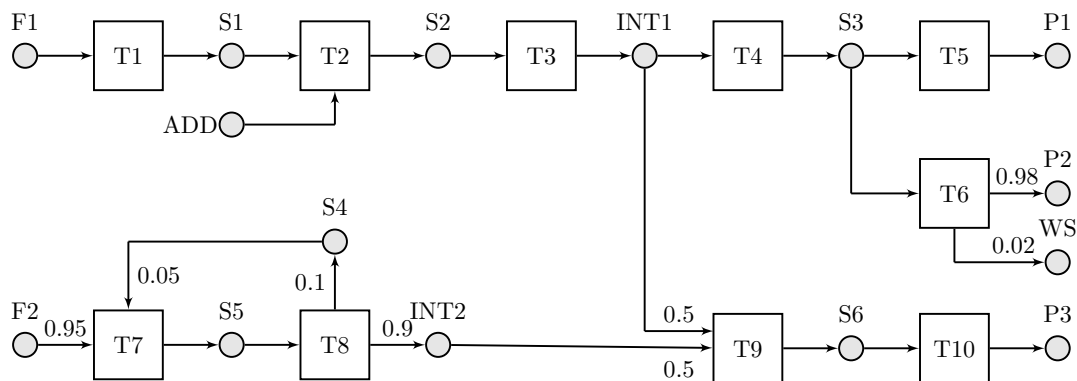 F1
S1
S2
INT1
S3
P1
T1
T2
T3
T4
T5
ADD
P2
T6
0.98
S4
WS
0.02
0.05
0.1
F2
0.95
T7
S5
T8
0.9
INT2
0.5
0.5
T9
S6
T10
P3